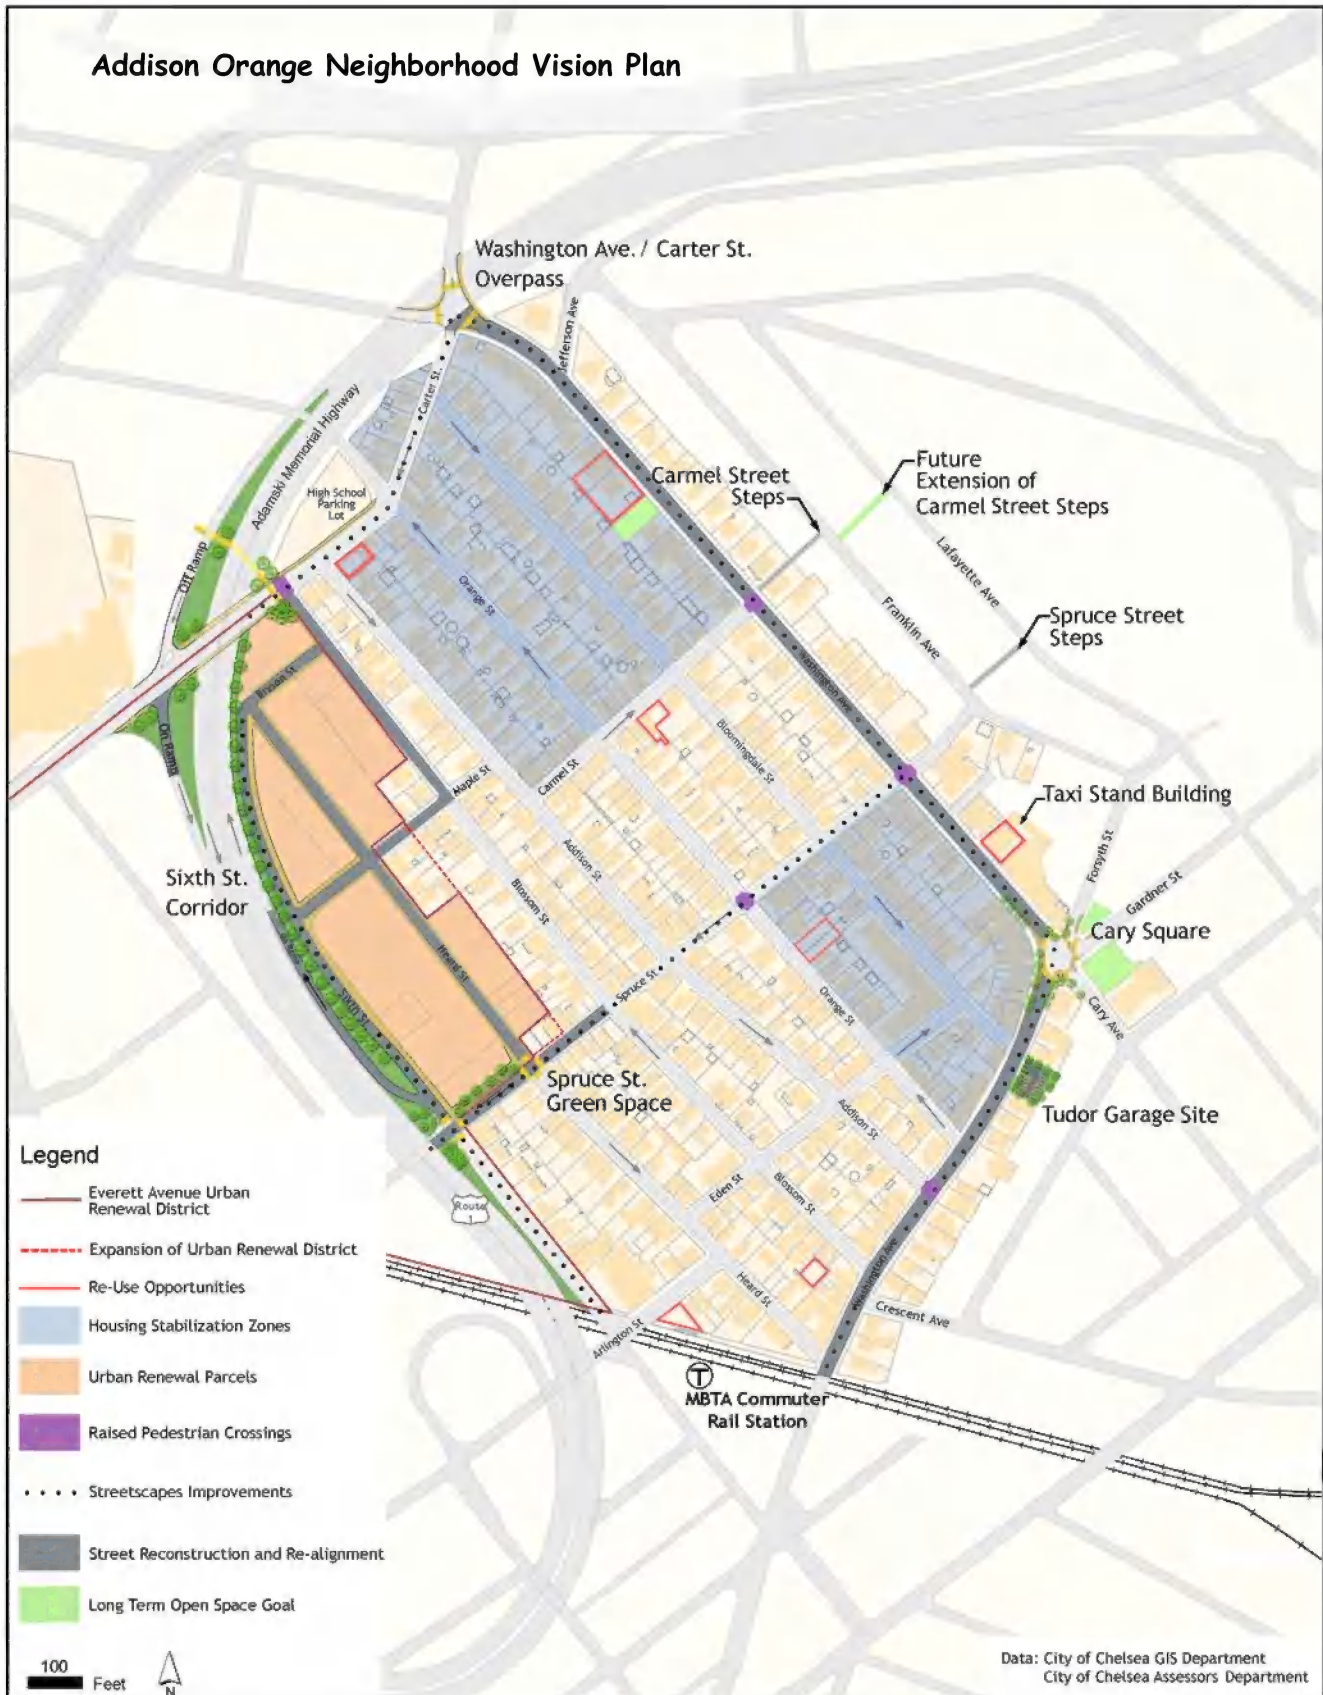 Addison Orange Neighborhood Vision Plan
Washington Ave. / Carter St.
Overpass
Jefferson Ave
Carter St.
Adamski Memorial Highway
High School
Parking
Lot
Carmel Street
Steps
Future
Extension of
Carmel Street Steps
Lafayette Ave
Off Ramp
Orange St
Franklin Ave
Spruce Street
Steps
Washington Ave
On Ramp
Bloomingdale St
Maple St
Carmel St
Taxi Stand Building
Addison St
Forsyth St
Sixth St.
Corridor
Blossom St
Gardner St
Cary Square
Heard St
Spruce St
Orange St
Sixth St.
Cary Ave
Spruce St.
Green Space
Addison St
Tudor Garage Site
Eden St
Blossom St
Route
1
Washington Ave
Heard St
Crescent Ave
Arlington St
T
MBTA Commuter
Rail Station
Legend
Everett Avenue Urban
Renewal District
Expansion of Urban Renewal District
Re-Use Opportunities
Housing Stabilization Zones
Urban Renewal Parcels
Raised Pedestrian Crossings
Streetscapes Improvements
Street Reconstruction and Re-alignment
Long Term Open Space Goal
100
Feet
N
Data: City of Chelsea GIS Department
City of Chelsea Assessors Department